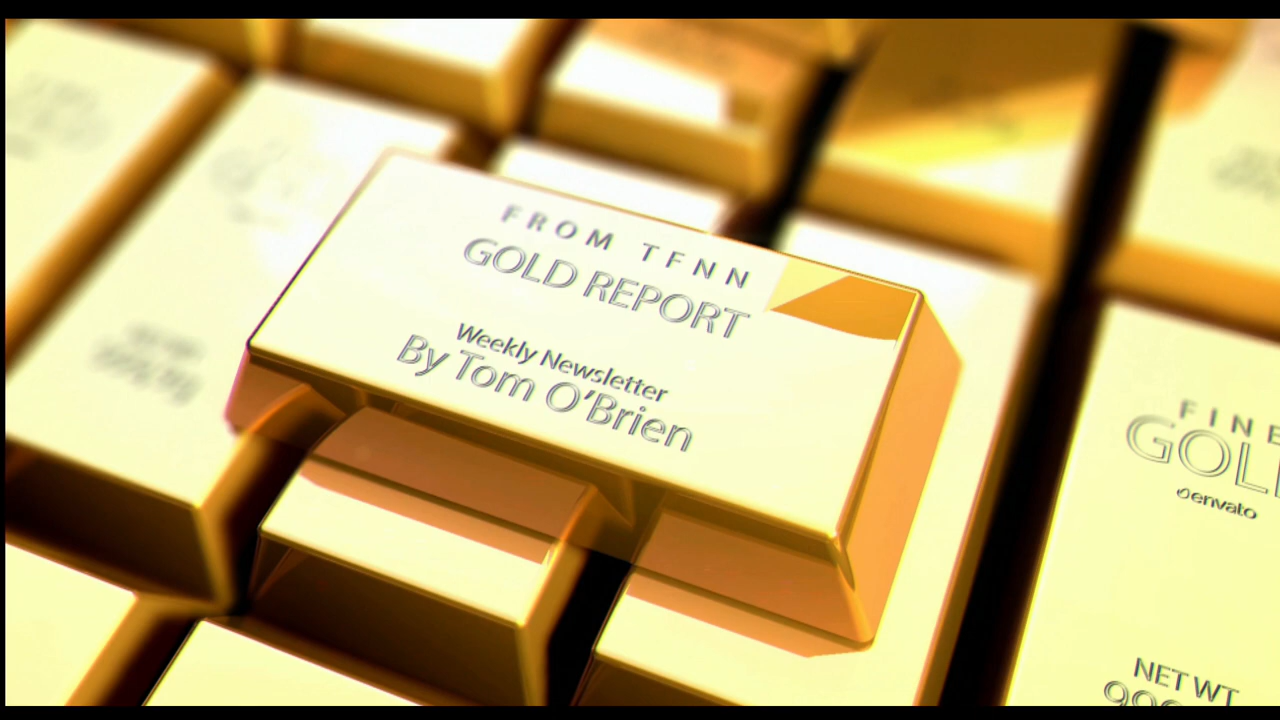 FROM TFNN
GOLD REPORT
Weekly Newsletter
By Tom O'Brien
FINE
GOL
envato
NET WT